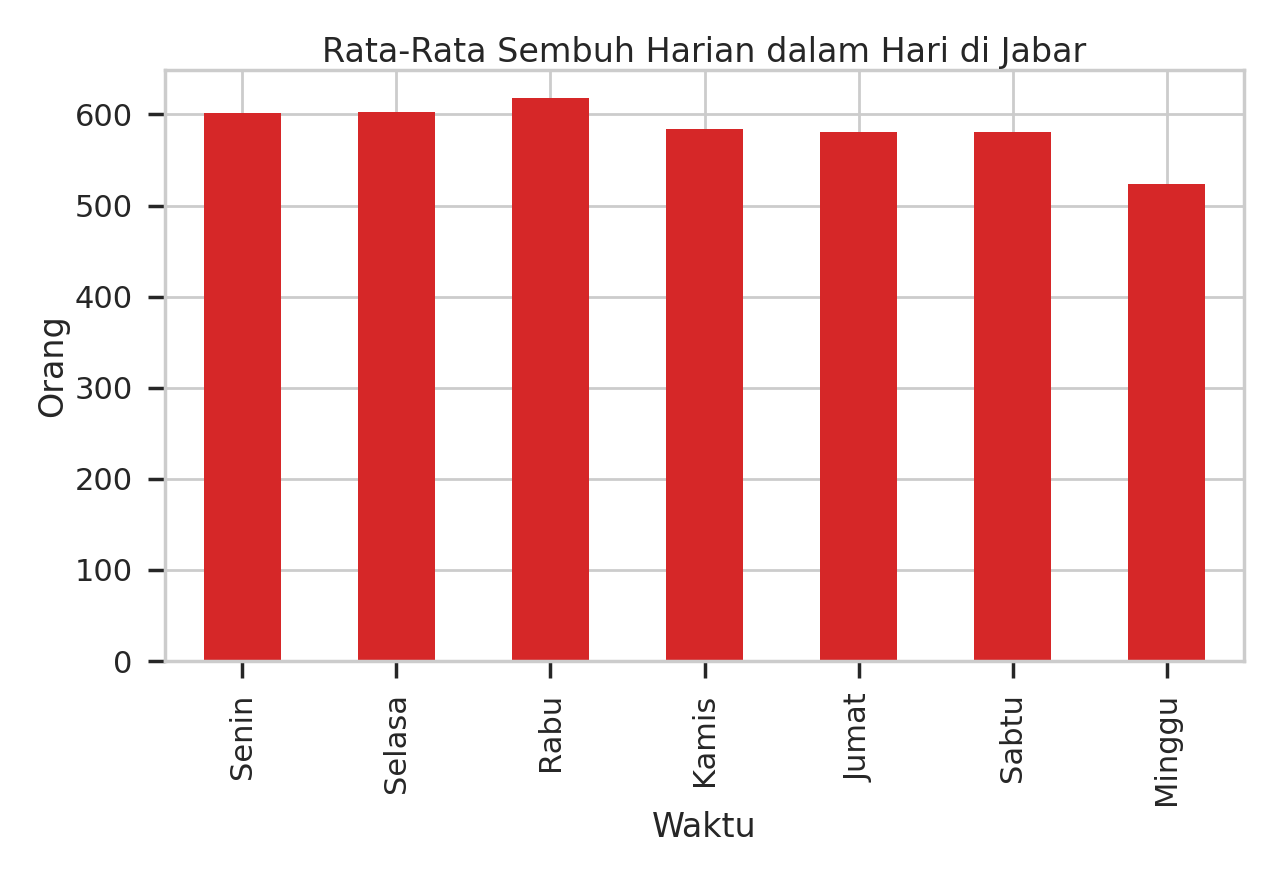 Rata-Rata Sembuh Harian dalam Hari di Jabar
Orang
600
500
400
300
200
100
0
Senin
Selasa
Rabu
Kamis
Jumat
Sabtu
Minggu
Waktu